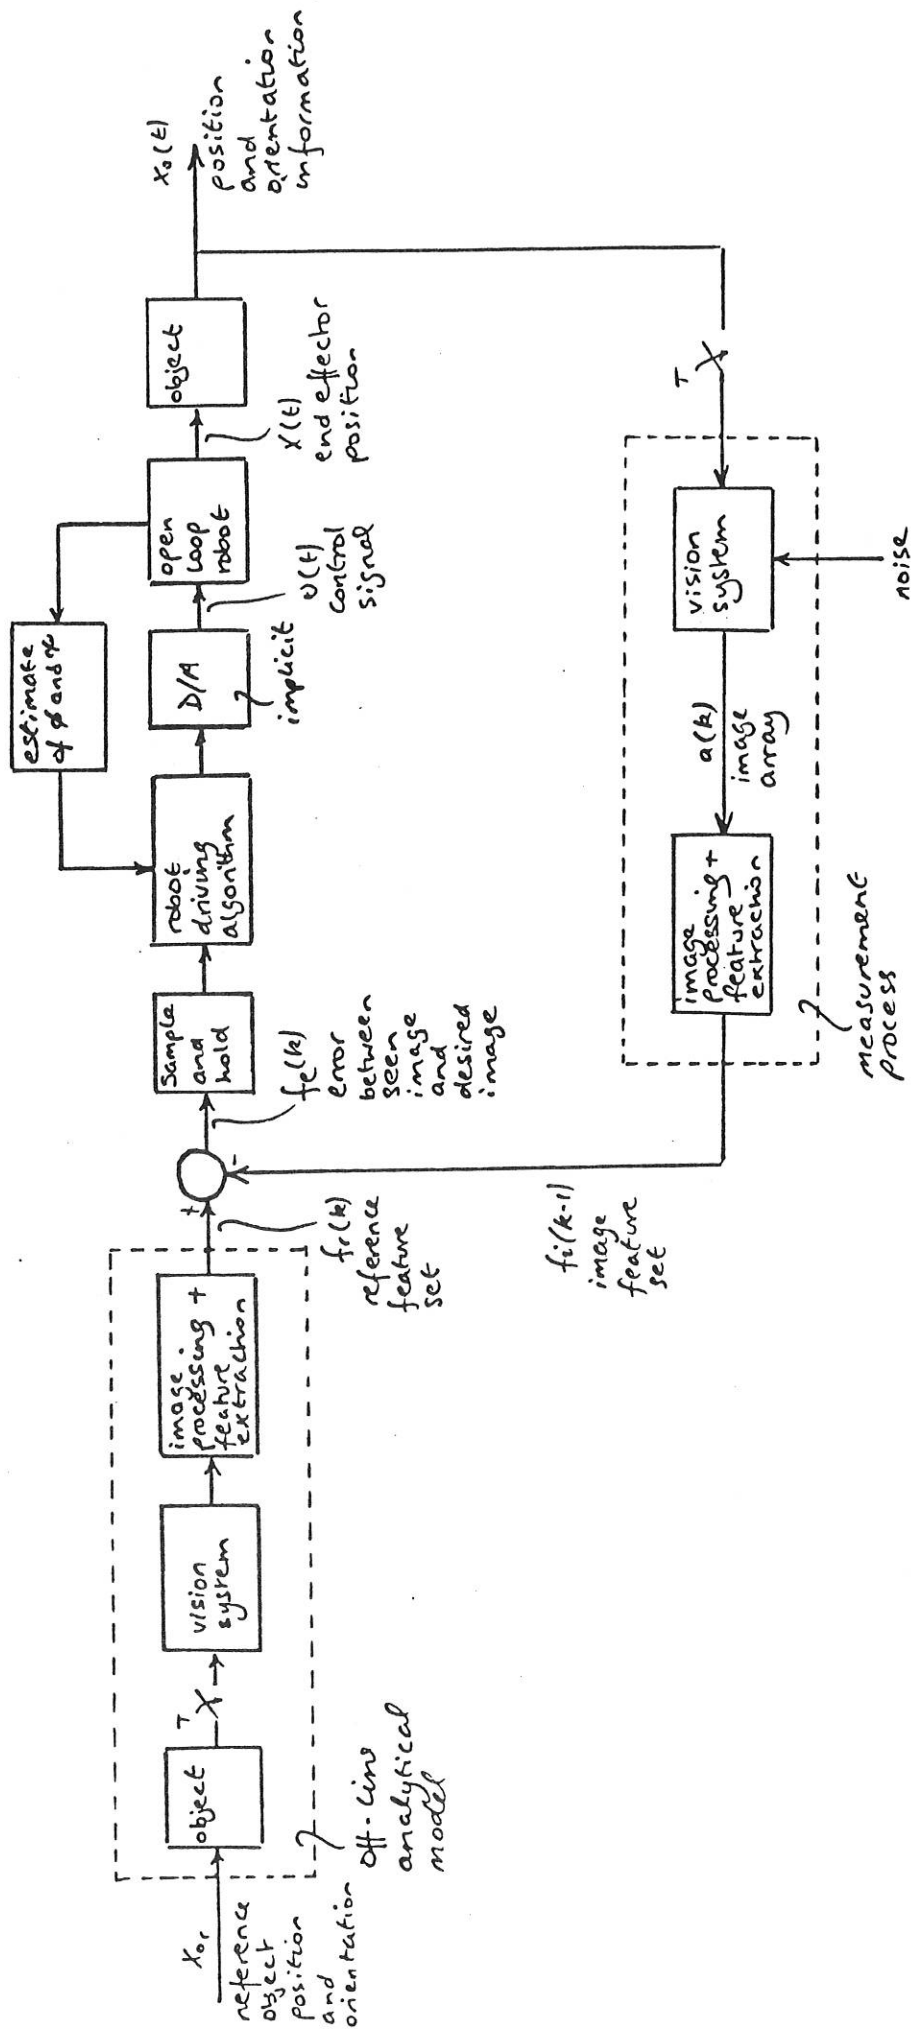 x₀ᵣ
reference
object
position
and
orientation
object
T
vision
system
image
processing +
feature
extraction
off-line
analytical
model
+
-
fr(k)
reference
feature
set
fe(k)
error
between
seen
image
and
desired
image
sample
and
hold
robot
driving
algorithm
estimate
of ø and
D/A
implicit
υ(t)
control
signal
open
loop
robot
X(t)
end effector
position
object
x₀(t)
position
and
orientation
information
T
vision
system
noise
a(k)
image
array
image
processing +
feature
extraction
measurement
process
fi(k-1)
image
feature
set